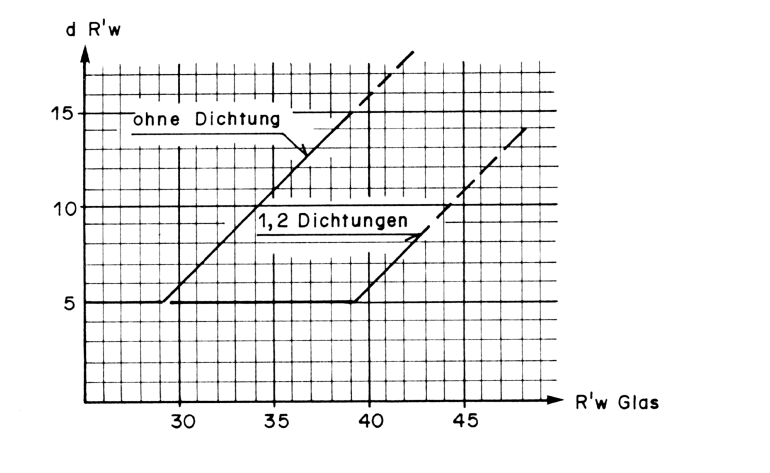 d R'w
15
ohne Dichtung
10
1,2 Dichtungen
5
30 35 40 45
R'w Glas